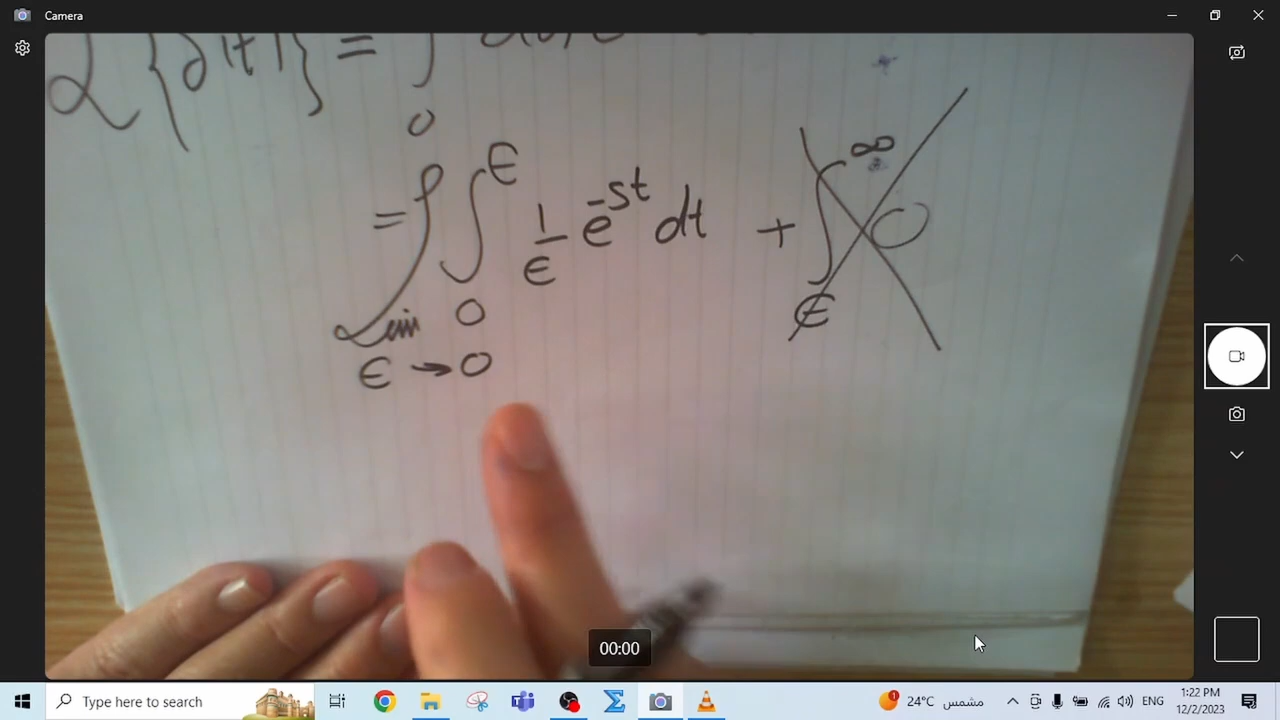 Camera
L{δ(t)} = ∫
0
= ∫₀^ϵ 1/ϵ e^-st dt + ∫_ϵ^∞ 0
Lim
ϵ → 0
00:00
Type here to search
1
24°C
مشمس
ENG
1:22 PM
12/2/2023